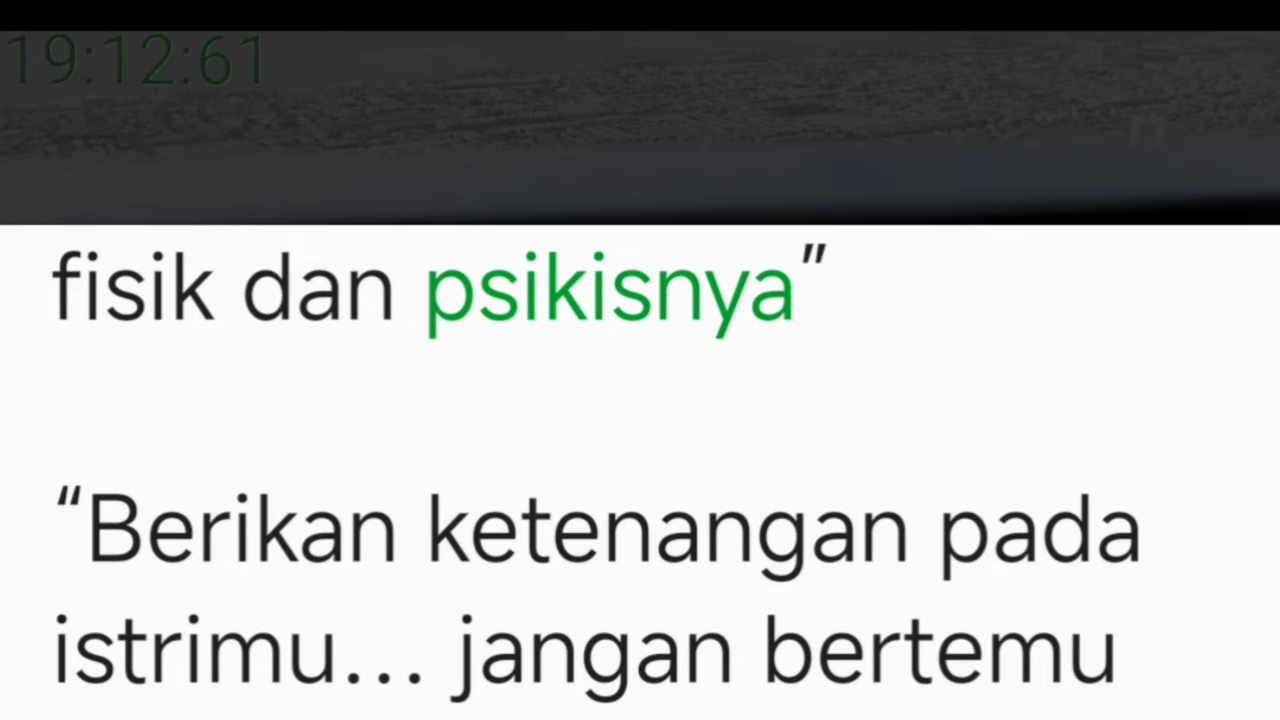 19:12:61
fisik dan psikisnya”
“Berikan ketenangan pada
istrimu... jangan bertemu